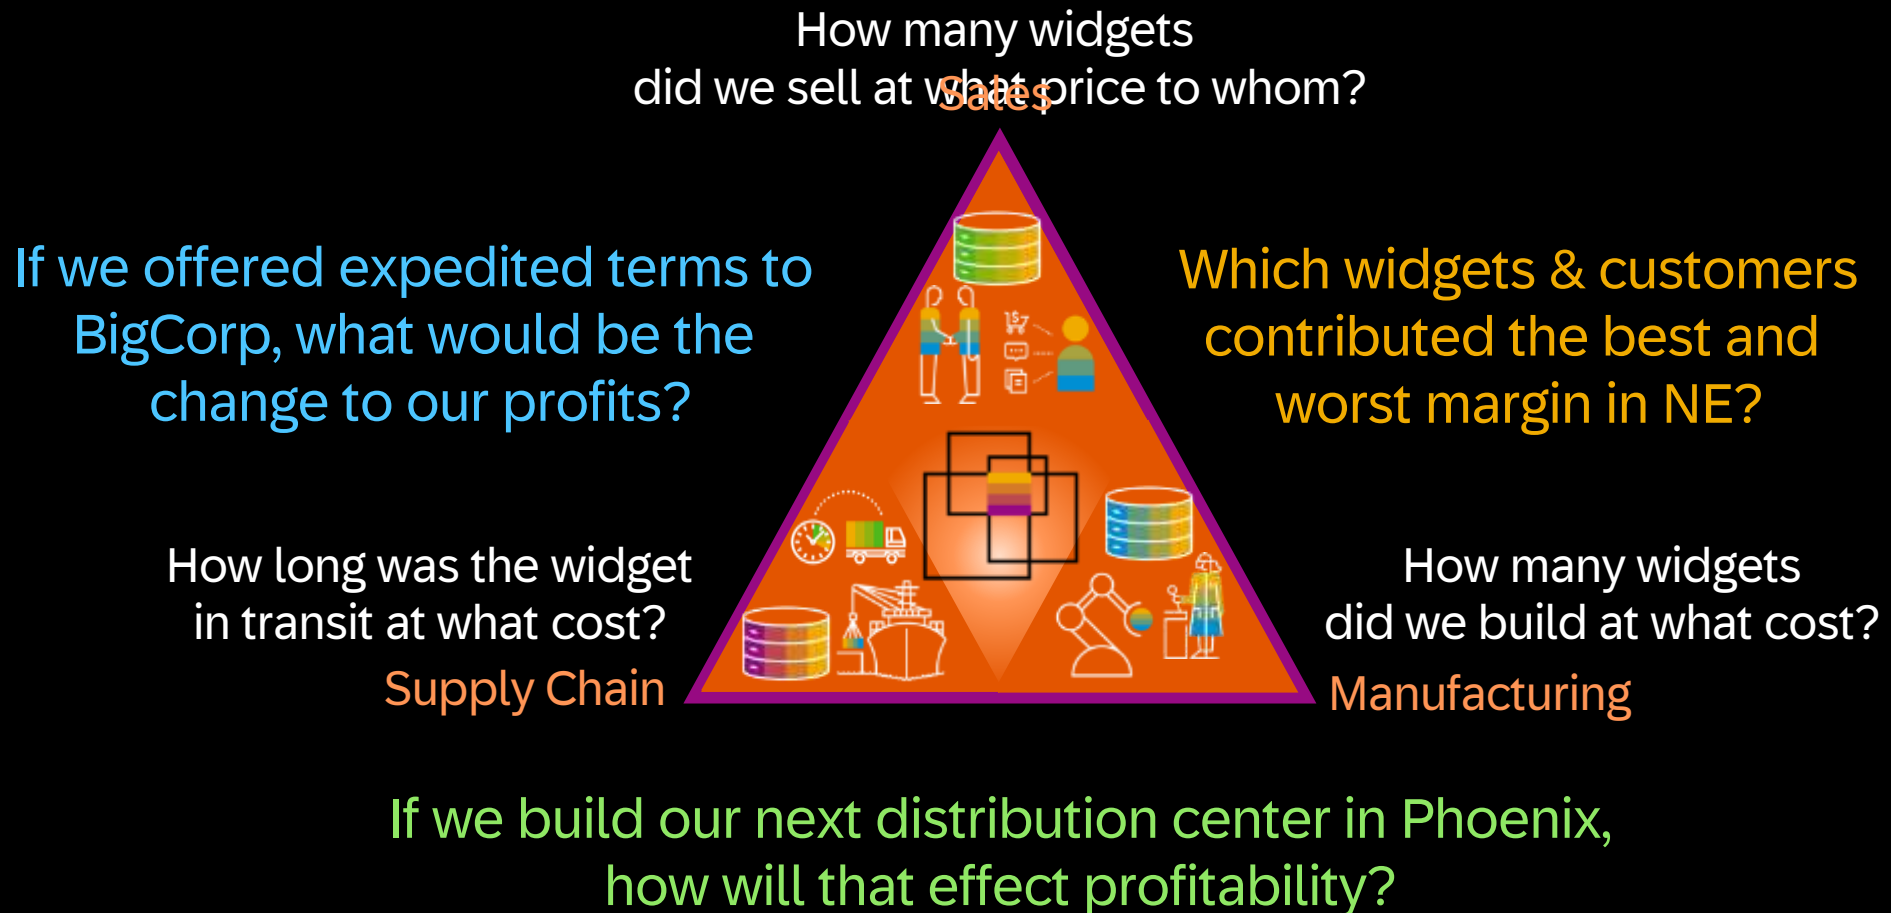 How many widgets
did we sell at what price to whom?
Sales
If we offered expedited terms to
BigCorp, what would be the
change to our profits?
Which widgets & customers
contributed the best and
worst margin in NE?
How long was the widget
in transit at what cost?
Supply Chain
How many widgets
did we build at what cost?
Manufacturing
If we build our next distribution center in Phoenix,
how will that effect profitability?